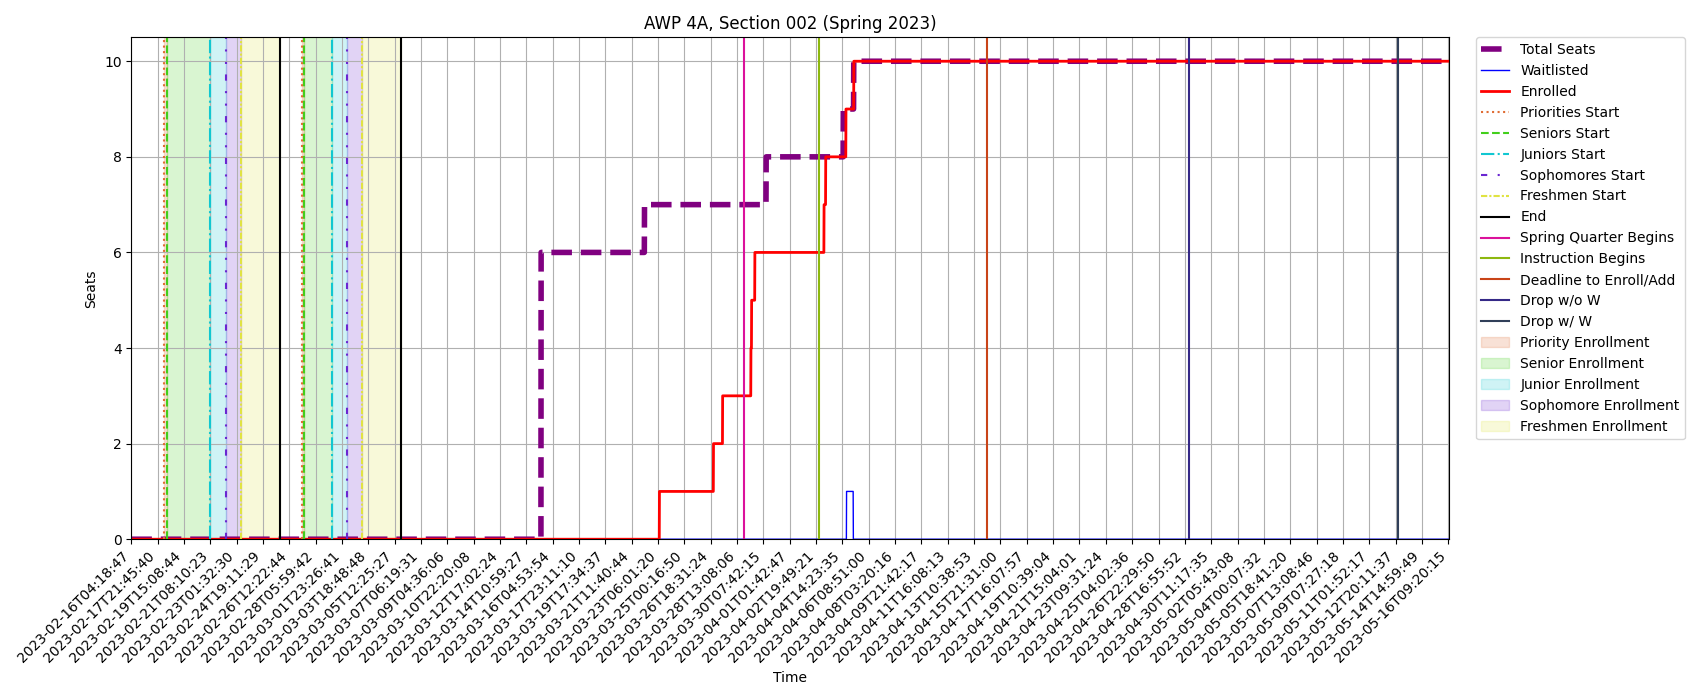 AWP 4A, Section 002 (Spring 2023)
10
8
6
4
2
0
Seats
2023-02-16T04:18:47
2023-02-17T21:45:40
2023-02-19T15:08:44
2023-02-21T08:10:23
2023-02-23T01:32:30
2023-02-24T19:11:29
2023-02-26T12:22:44
2023-02-28T05:59:42
2023-03-01T23:26:41
2023-03-03T18:48:48
2023-03-05T12:25:27
2023-03-07T06:19:31
2023-03-09T04:36:06
2023-03-10T22:20:08
2023-03-12T17:02:24
2023-03-14T10:59:27
2023-03-16T04:53:54
2023-03-17T23:11:10
2023-03-19T17:34:37
2023-03-21T11:40:44
2023-03-23T06:01:20
2023-03-25T00:16:50
2023-03-26T18:31:24
2023-03-28T13:08:06
2023-03-30T07:42:15
2023-04-01T01:42:47
2023-04-02T19:49:21
2023-04-04T14:23:35
2023-04-06T08:51:00
2023-04-08T03:20:16
2023-04-09T21:42:17
2023-04-11T16:08:13
2023-04-13T10:38:53
2023-04-15T21:31:00
2023-04-17T16:07:57
2023-04-19T10:39:04
2023-04-21T15:04:01
2023-04-23T09:31:24
2023-04-25T04:02:36
2023-04-26T22:29:50
2023-04-28T16:55:52
2023-04-30T11:17:35
2023-05-02T05:43:08
2023-05-04T00:07:32
2023-05-05T18:41:20
2023-05-07T13:08:46
2023-05-09T07:27:18
2023-05-11T01:52:17
2023-05-12T20:11:37
2023-05-14T14:59:49
2023-05-16T09:20:15
Time
Total Seats
Waitlisted
Enrolled
Priorities Start
Seniors Start
Juniors Start
Sophomores Start
Freshmen Start
End
Spring Quarter Begins
Instruction Begins
Deadline to Enroll/Add
Drop w/o W
Drop w/ W
Priority Enrollment
Senior Enrollment
Junior Enrollment
Sophomore Enrollment
Freshmen Enrollment